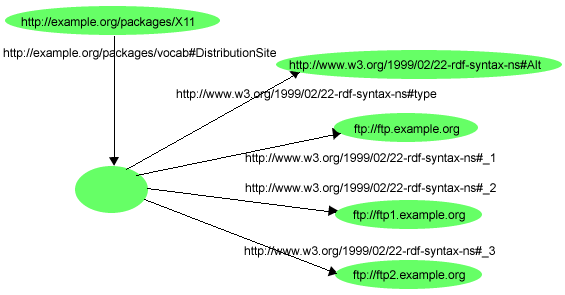 http://example.org/packages/X11
http://example.org/packages/vocab#DistributionSite
http://www.w3.org/1999/02/22-rdf-syntax-ns#Alt
http://www.w3.org/1999/02/22-rdf-syntax-ns#type
ftp://ftp.example.org
http://www.w3.org/1999/02/22-rdf-syntax-ns#_1
http://www.w3.org/1999/02/22-rdf-syntax-ns#_2
ftp://ftp1.example.org
http://www.w3.org/1999/02/22-rdf-syntax-ns#_3
ftp://ftp2.example.org